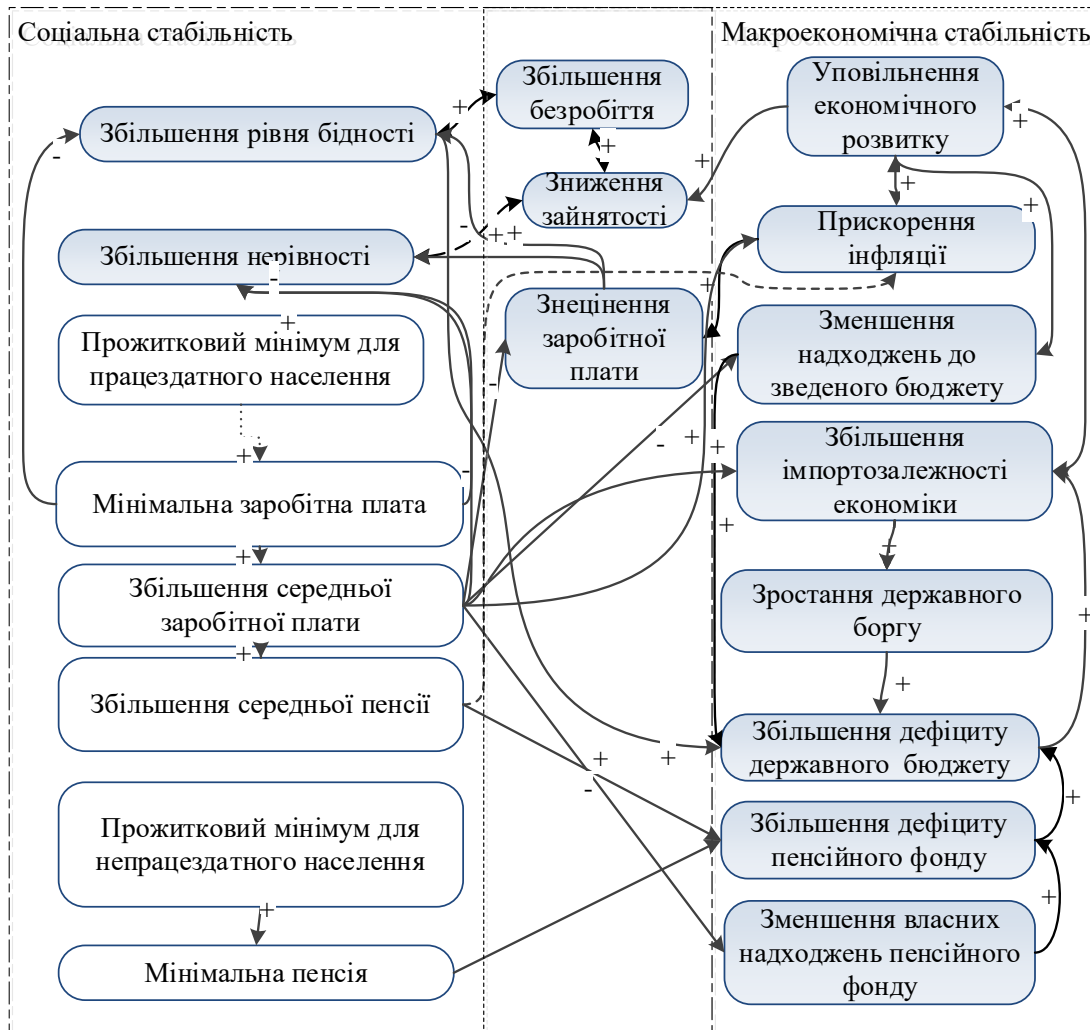 Соціальна стабільність
Збільшення рівня бідності
Збільшення нерівності
Прожитковий мінімум для
працездатного населення
Мінімальна заробітна плата
Збільшення середньої
заробітної плати
Збільшення середньої пенсії
Прожитковий мінімум для
непрацездатного населення
Мінімальна пенсія
Збільшення
безробіття
Зниження
зайнятості
Знецінення
заробітної
плати
Макроекономічна стабільність
Уповільнення
економічного
розвитку
Прискорення
інфляції
Зменшення
надходжень до
зведеного бюджету
Збільшення
імпортозалежності
економіки
Зростання державного
боргу
Збільшення дефіциту
державного бюджету
Збільшення дефіциту
пенсійного фонду
Зменшення власних
надходжень пенсійного
фонду